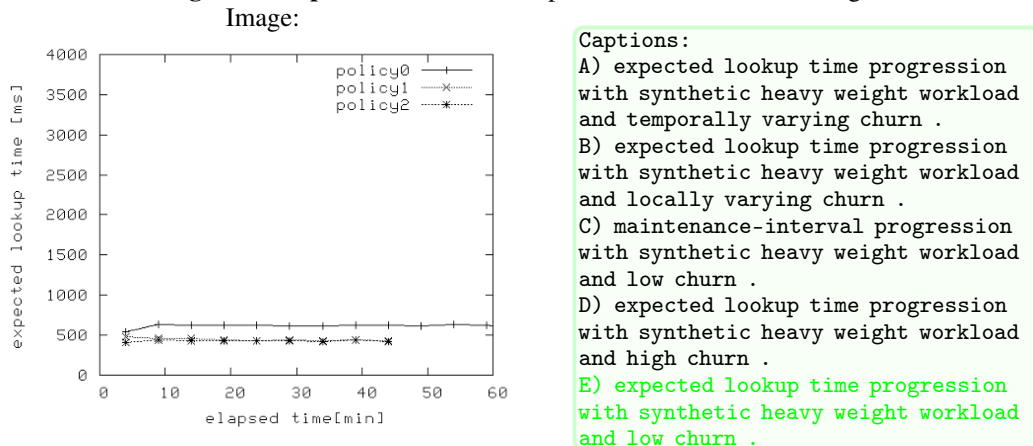 Image:
4000
3500
3000
2500
2000
1500
1000
500
0
0 10 20 30 40 50 60
expected lookup time [ms]
elapsed time[min]
policy0
policy1
policy2
Captions:
A) expected lookup time progression
with synthetic heavy weight workload
and temporally varying churn .
B) expected lookup time progression
with synthetic heavy weight workload
and locally varying churn .
C) maintenance-interval progression
with synthetic heavy weight workload
and low churn .
D) expected lookup time progression
with synthetic heavy weight workload
and high churn .
E) expected lookup time progression
with synthetic heavy weight workload
and low churn .